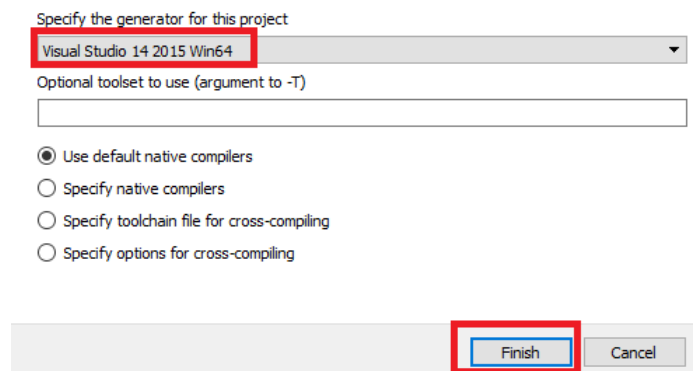 Specify the generator for this project
Visual Studio 14 2015 Win64
Optional toolset to use (argument to -T)
Use default native compilers
Specify native compilers
Specify toolchain file for cross-compiling
Specify options for cross-compiling
Finish Cancel